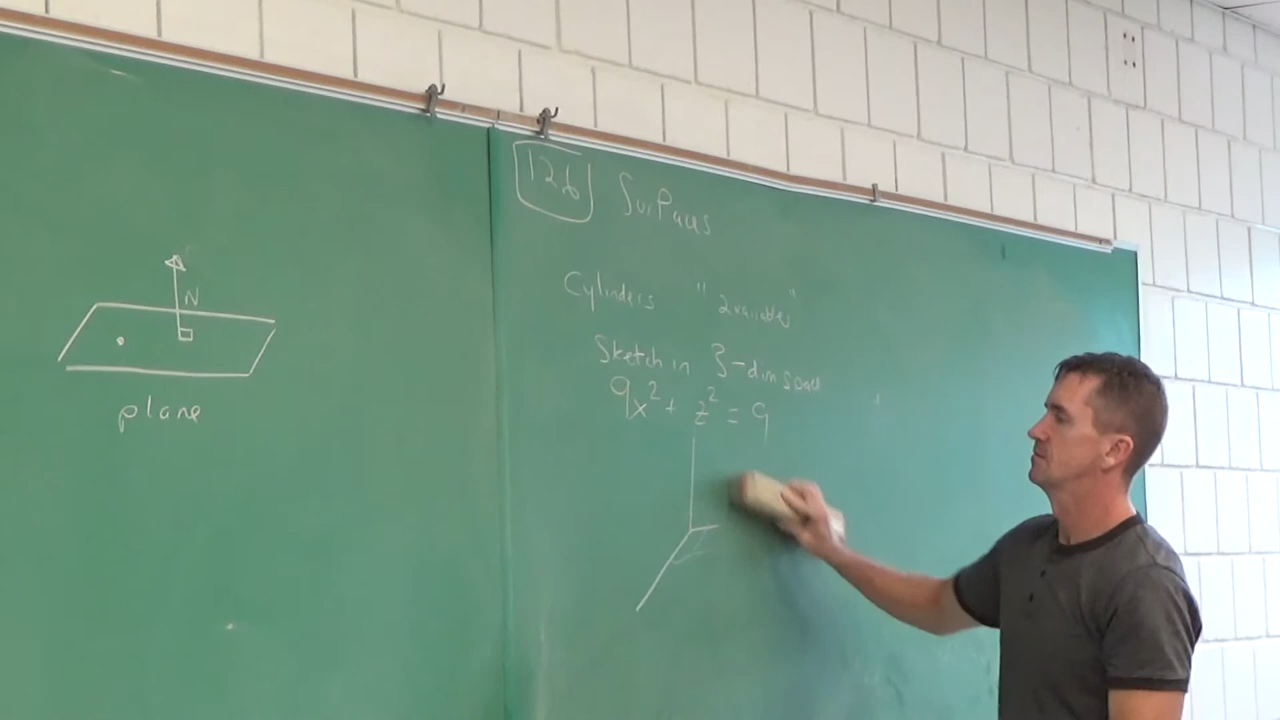 N
plane
12.6 Surfaces
Cylinders "2 variables"
Sketch in 3-dim space
9x² + z² = 9